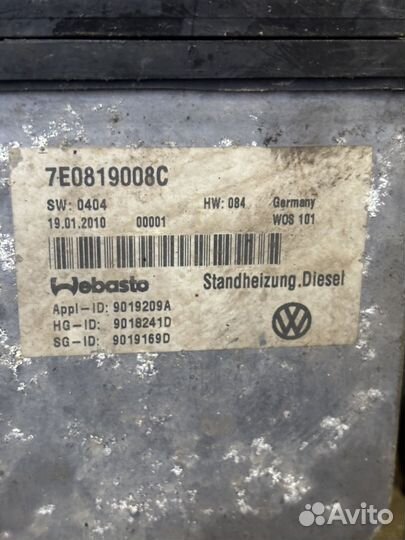 7E0819008C
SW: 0404 HW: 084 Germany
19.01.2010 00001 WOS 101
Webasto Standheizung.Diesel
Appl-ID: 9019209A
HG-ID: 9018241D
SG-ID: 9019169D
Avito